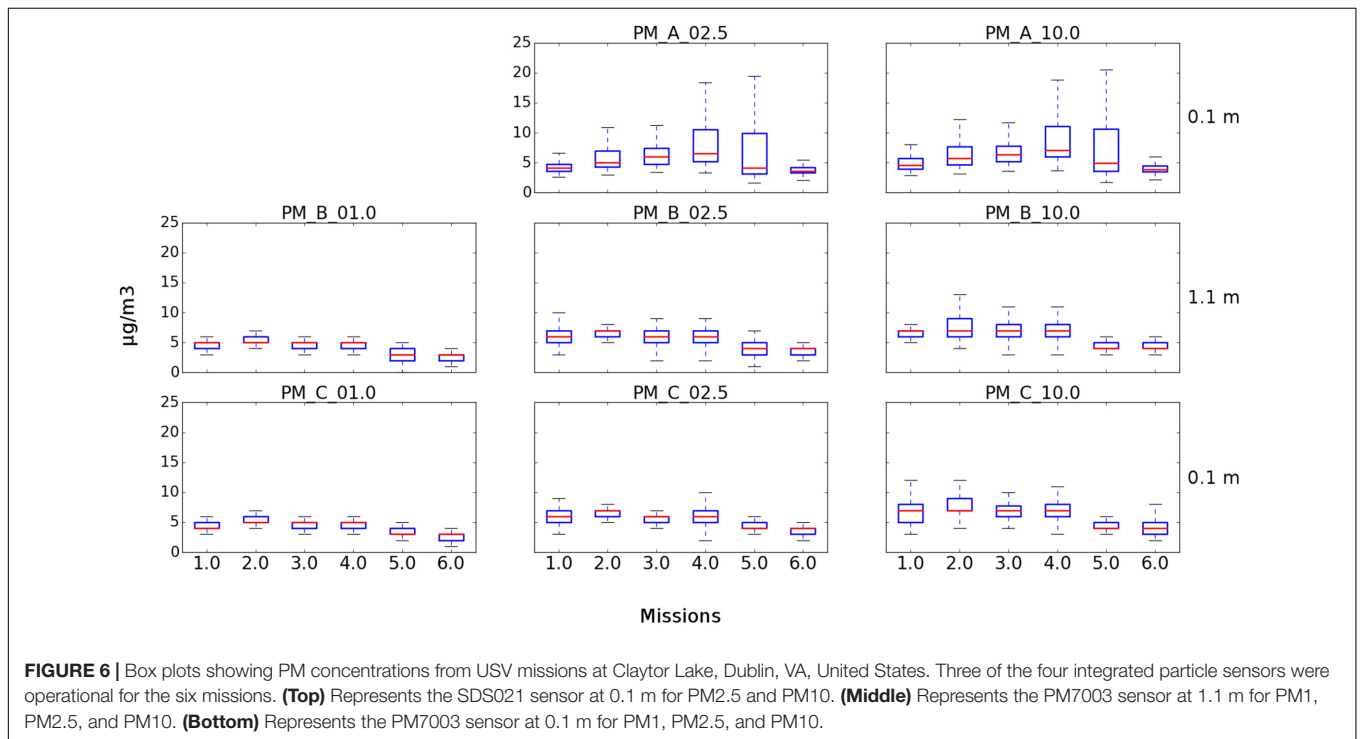 PM_A_02.5 PM_A_10.0
25 25
20 20
15 15
10 10
5 5
0 0
0.1 m
PM_B_01.0 PM_B_02.5 PM_B_10.0
25
20
15
10
5
0
1.1 m
PM_C_01.0 PM_C_02.5 PM_C_10.0
25
20
15
10
5
0
0.1 m
µg/m3
1.0 2.0 3.0 4.0 5.0 6.0 1.0 2.0 3.0 4.0 5.0 6.0 1.0 2.0 3.0 4.0 5.0 6.0
Missions
FIGURE 6 | Box plots showing PM concentrations from USV missions at Claytor Lake, Dublin, VA, United States. Three of the four integrated particle sensors were
operational for the six missions. (Top) Represents the SDS021 sensor at 0.1 m for PM2.5 and PM10. (Middle) Represents the PM7003 sensor at 1.1 m for PM1,
PM2.5, and PM10. (Bottom) Represents the PM7003 sensor at 0.1 m for PM1, PM2.5, and PM10.